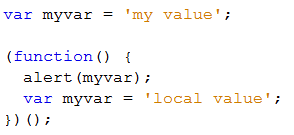 var myvar = 'my value';
(function() {
  alert(myvar);
  var myvar = 'local value';
})();